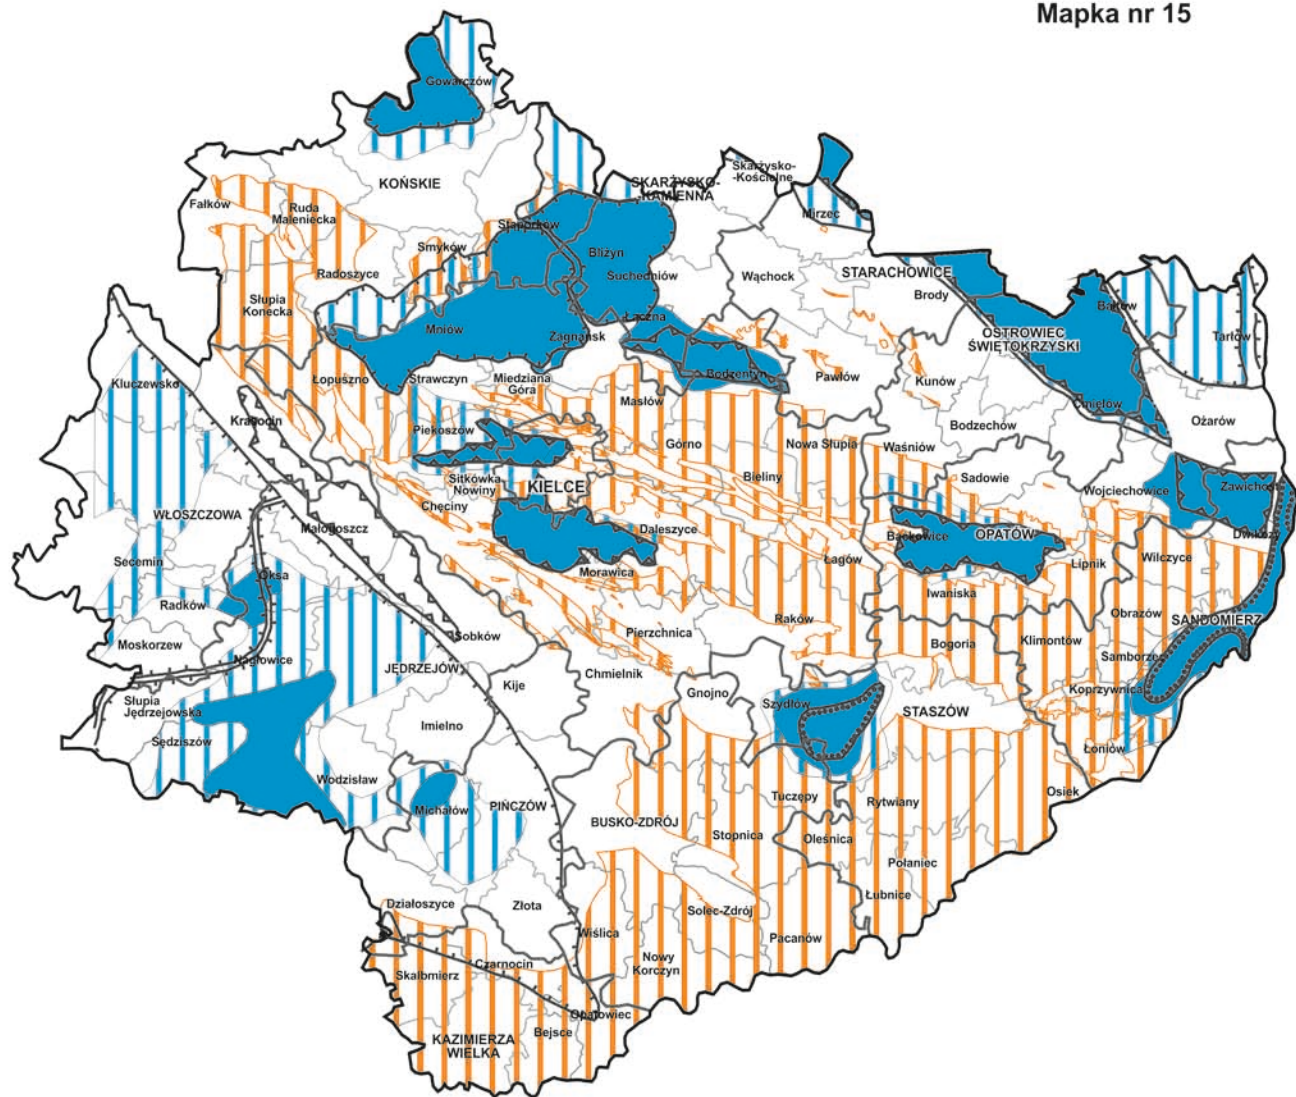 Mapka nr 15
Gowarczów
KOŃSKIE
SKARŻYSKO-
KAMIENNA
Skarżysko-
-Kościelne
Mirzec
Fałków
Ruda
Maleniecka
Smyków
Stąporków
Bliżyn
Suchedniów
Wąchock
STARACHOWICE
Brody
Radoszyce
Słupia
Konecka
Mniów
Zagnańsk
Łączna
OSTROWIEC
ŚWIĘTOKRZYSKI
Bałtów
Tarłów
Kluczewsko
Łopuszno
Strawczyn
Miedziana
Góra
Masłów
Bodzentyn
Pawłów
Kunów
Ćmielów
Bodzechów
Ożarów
Krasocin
Piekoszów
Górno
Nowa Słupia
Waśniów
Sadowie
Wojciechowice
Zawichost
Sitkówka
Nowiny
KIELCE
Bieliny
Chęciny
WŁOSZCZOWA
Małogoszcz
Daleszyce
Łagów
Baćkowice
OPATÓW
Lipnik
Wilczyce
Dwikozy
Secemin
Oksa
Morawica
Iwaniska
Radków
Raków
Obrazów
SANDOMIERZ
Moskorzew
Nagłowice
JĘDRZEJÓW
Sobków
Pierzchnica
Bogoria
Klimontów
Samborzec
Chmielnik
Kije
Gnojno
Szydłów
STASZÓW
Koprzywnica
Słupia
Jędrzejowska
Sędziszów
Imielno
Łoniów
Wodzisław
Michałów
PIŃCZÓW
BUSKO-ZDRÓJ
Tuczępy
Rytwiany
Osiek
Stopnica
Oleśnica
Połaniec
Łubnice
Działoszyce
Złota
Solec-Zdrój
Wiślica
Pacanów
Nowy
Korczyn
Skalbmierz
Czarnocin
Opatowiec
Bejsce
KAZIMIERZA
WIELKA